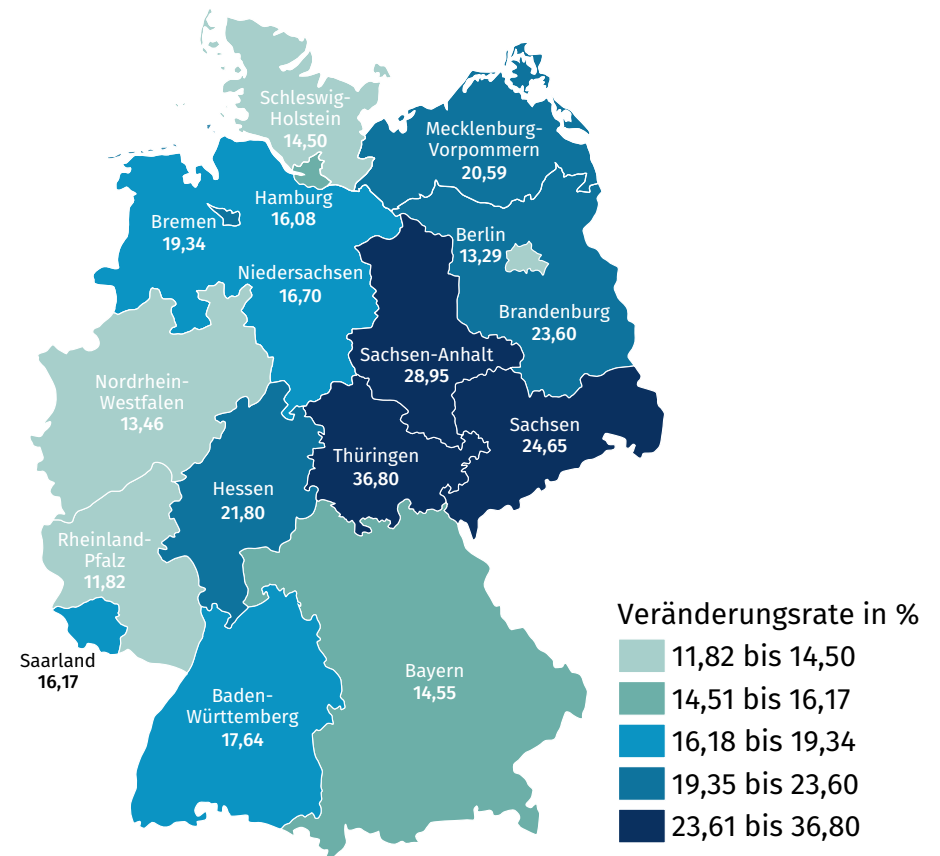 Schleswig-
Holstein
14,50
Mecklenburg-
Vorpommern
20,59
Hamburg
16,08
Bremen
19,34
Berlin
13,29
Niedersachsen
16,70
Brandenburg
23,60
Sachsen-Anhalt
28,95
Nordrhein-
Westfalen
13,46
Sachsen
24,65
Thüringen
36,80
Hessen
21,80
Rheinland-
Pfalz
11,82
Saarland
16,17
Bayern
14,55
Baden-
Württemberg
17,64
Veränderungsrate in %
11,82 bis 14,50
14,51 bis 16,17
16,18 bis 19,34
19,35 bis 23,60
23,61 bis 36,80